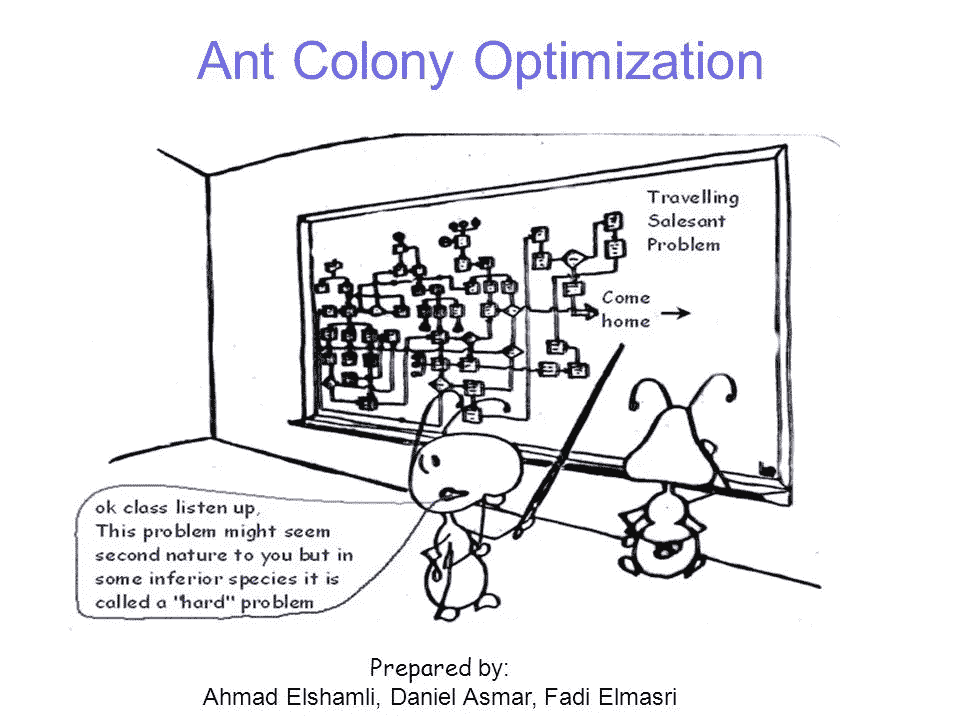 Ant Colony Optimization
Travelling
Salesant
Problem
Come
home
ok class listen up,
This problem might seem
second nature to you but in
some inferior species it is
called a "hard" problem
Prepared by:
Ahmad Elshamli, Daniel Asmar, Fadi Elmasri